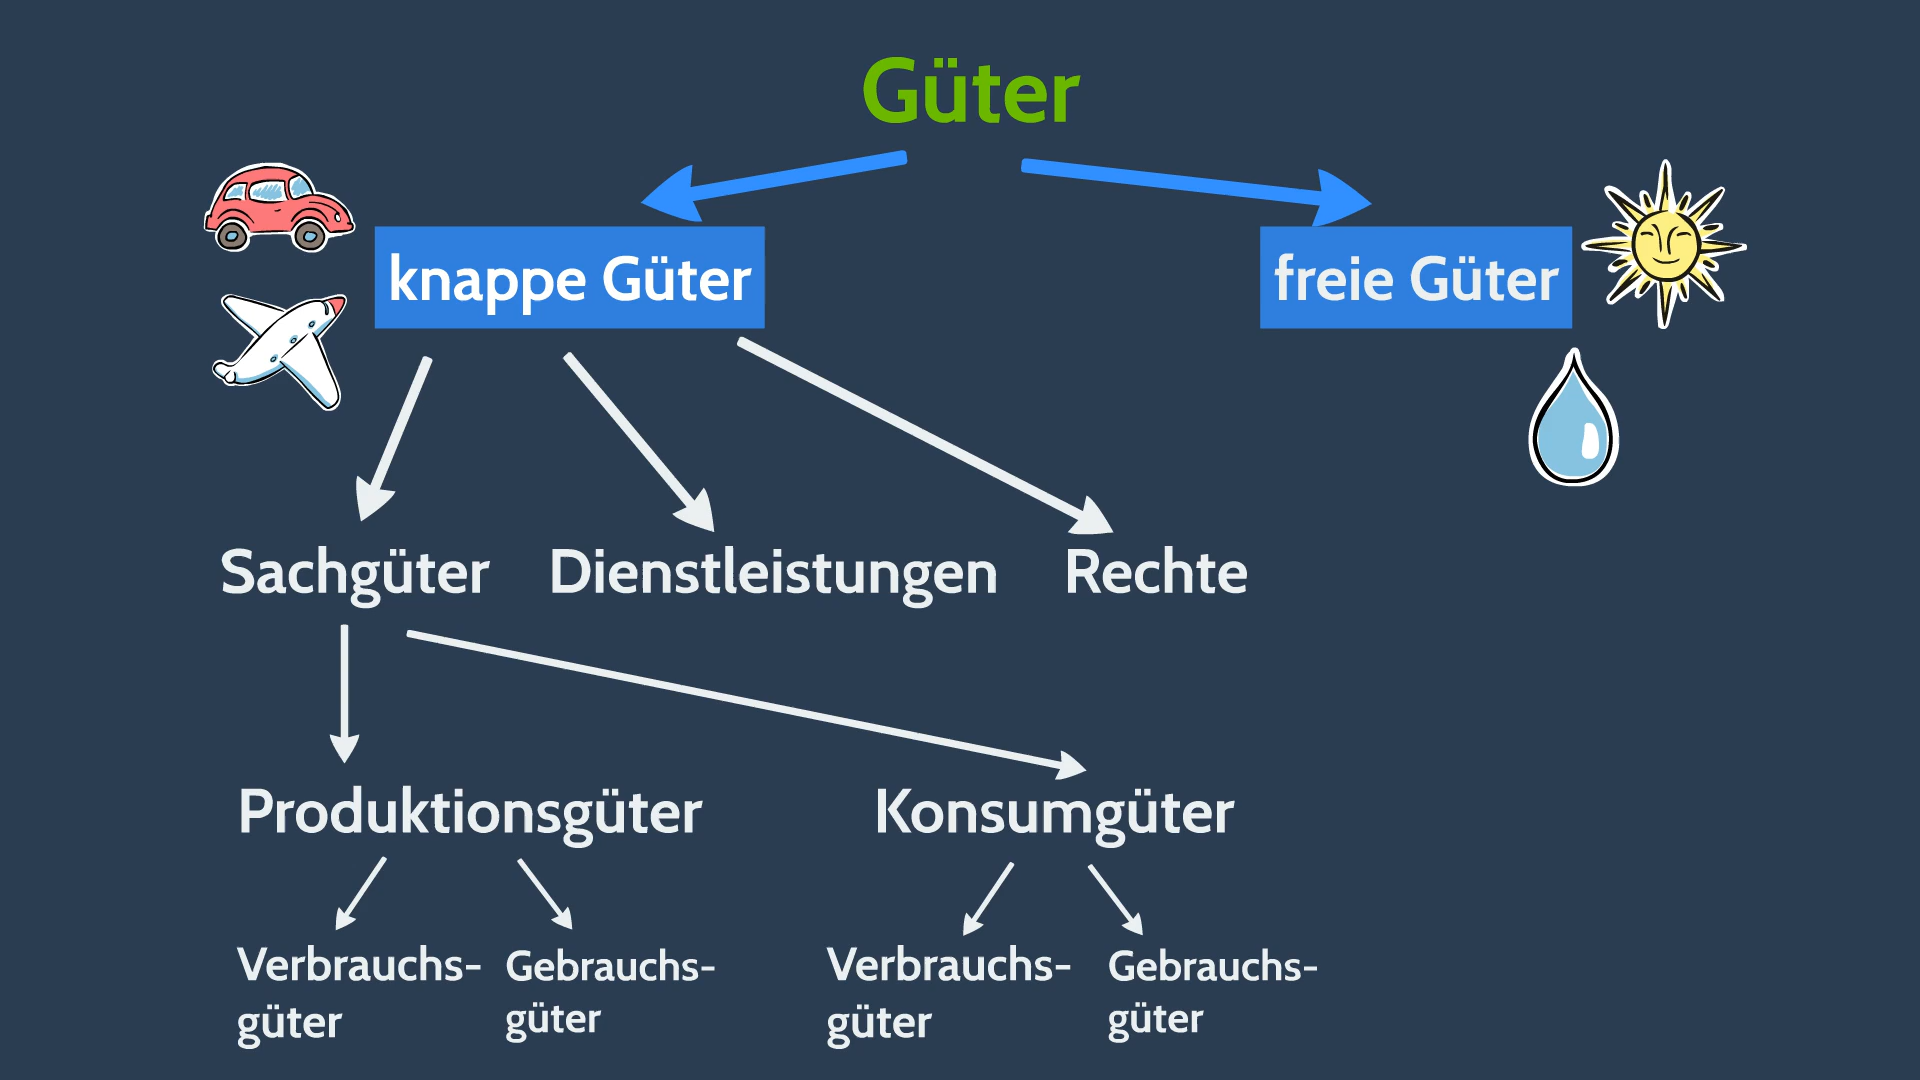 Güter
knappe Güter
freie Güter
Sachgüter
Dienstleistungen
Rechte
Produktionsgüter
Konsumgüter
Verbrauchs-
güter
Gebrauchs-
güter
Verbrauchs-
güter
Gebrauchs-
güter